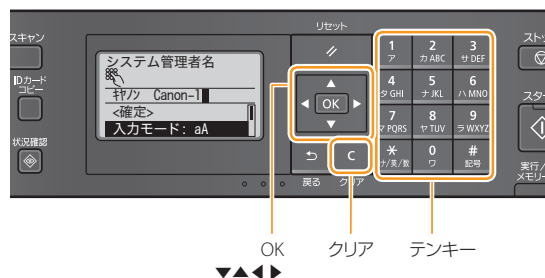 リセット
スキャン
IDカード
コピー
状況確認
システム管理者名
ｷﾔﾉﾝ Canon-1
<確定>
入力モード: aA
OK
戻る クリア
C
1 2 3
ア カ ABC サ DEF
4 5 6
タ GHI ナ JKL ハ MNO
7 8 9
マ PQRS ヤ TUV ラ WXYZ
＊ 0 #
ナ/英/数 ワ 記号
ストッ
スター
実行/
メモリー
OK クリア テンキー
▼▲◀▶